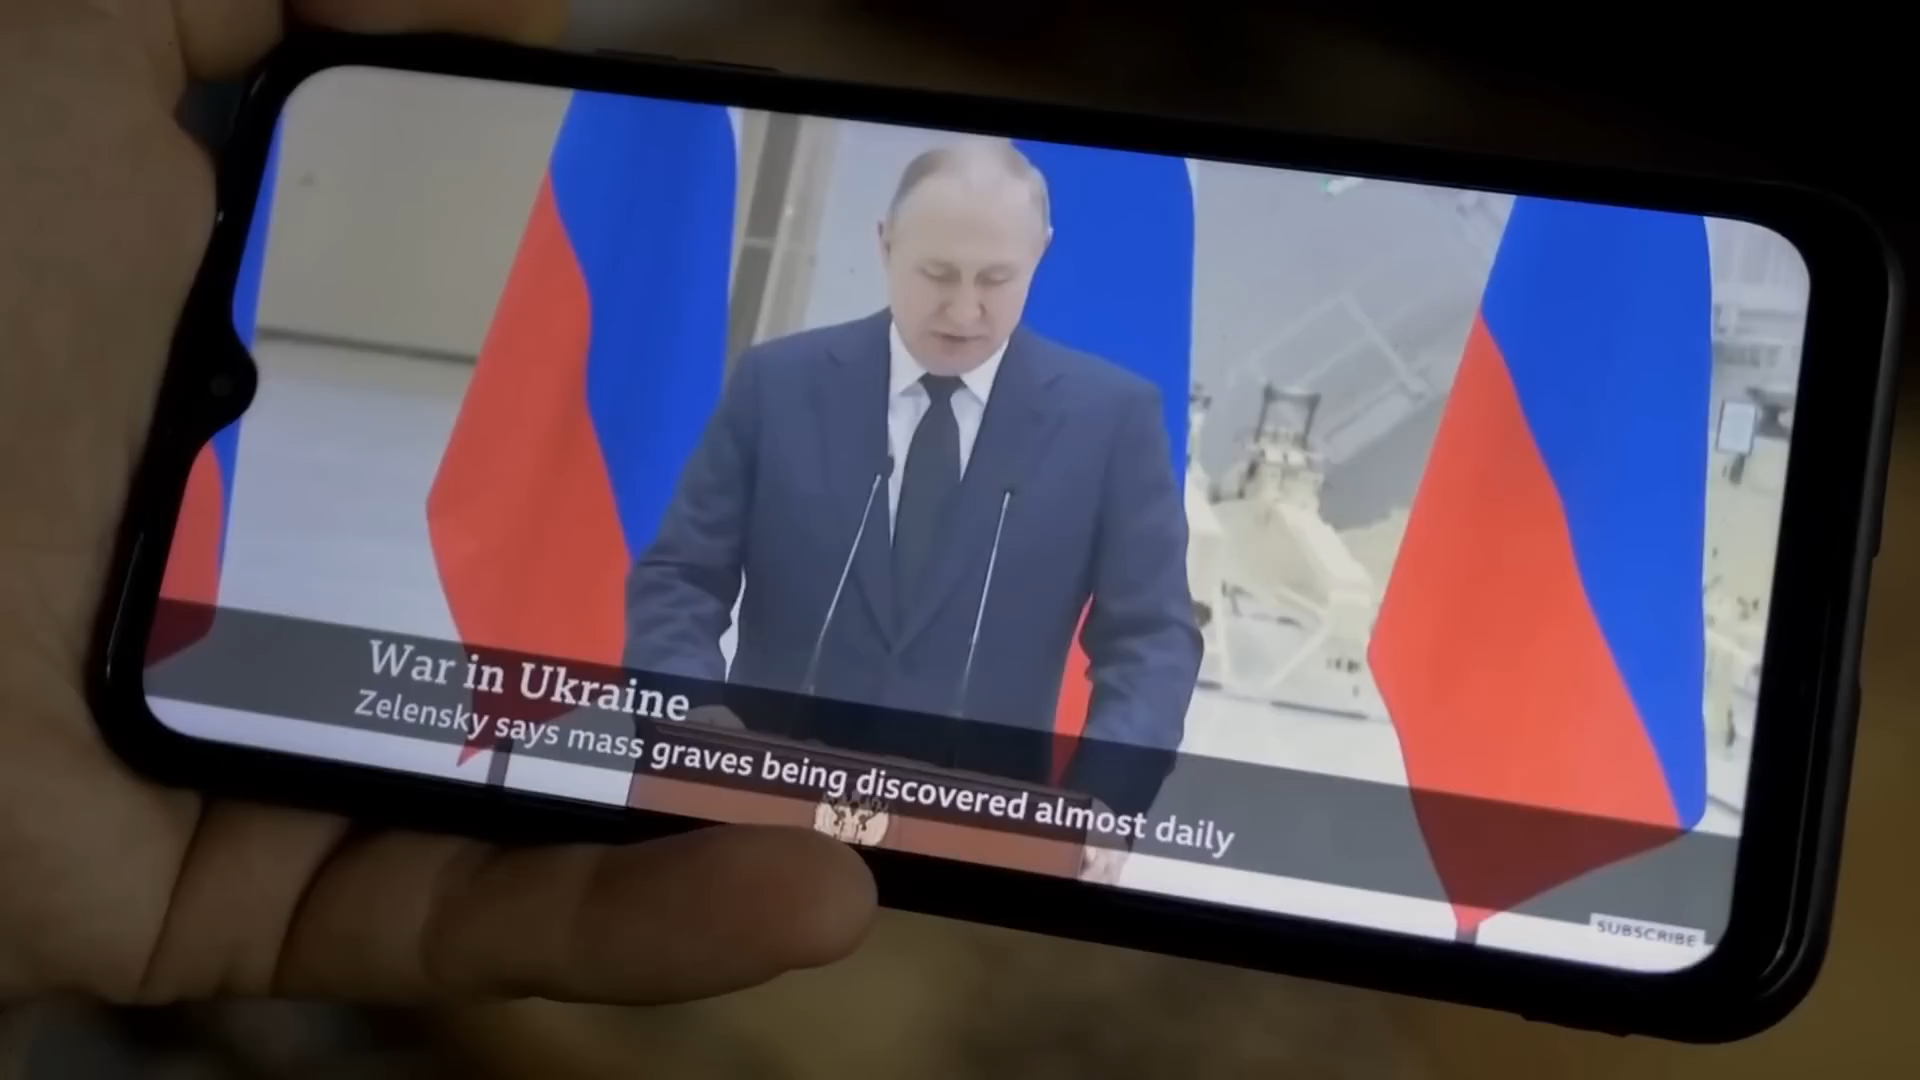 War in Ukraine
Zelensky says mass graves being discovered almost daily
SUBSCRIBE